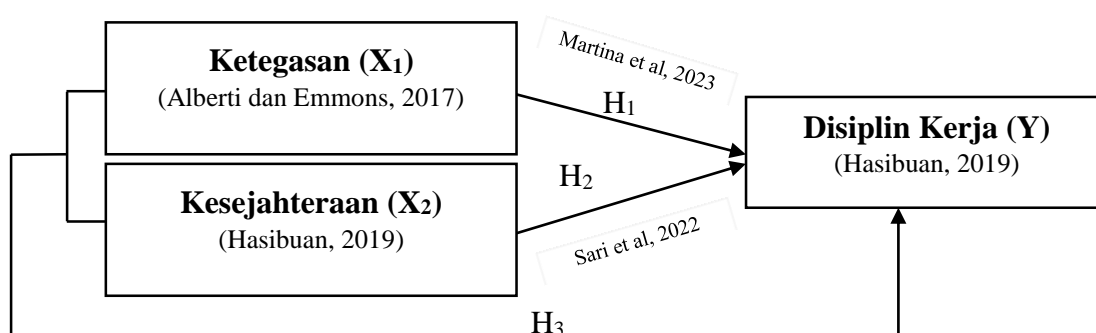 Ketegasan (X₁)
(Alberti dan Emmons, 2017)
Martina et al, 2023
H₁
Disiplin Kerja (Y)
(Hasibuan, 2019)
Kesejahteraan (X₂)
(Hasibuan, 2019)
H₂
Sari et al, 2022
H₃